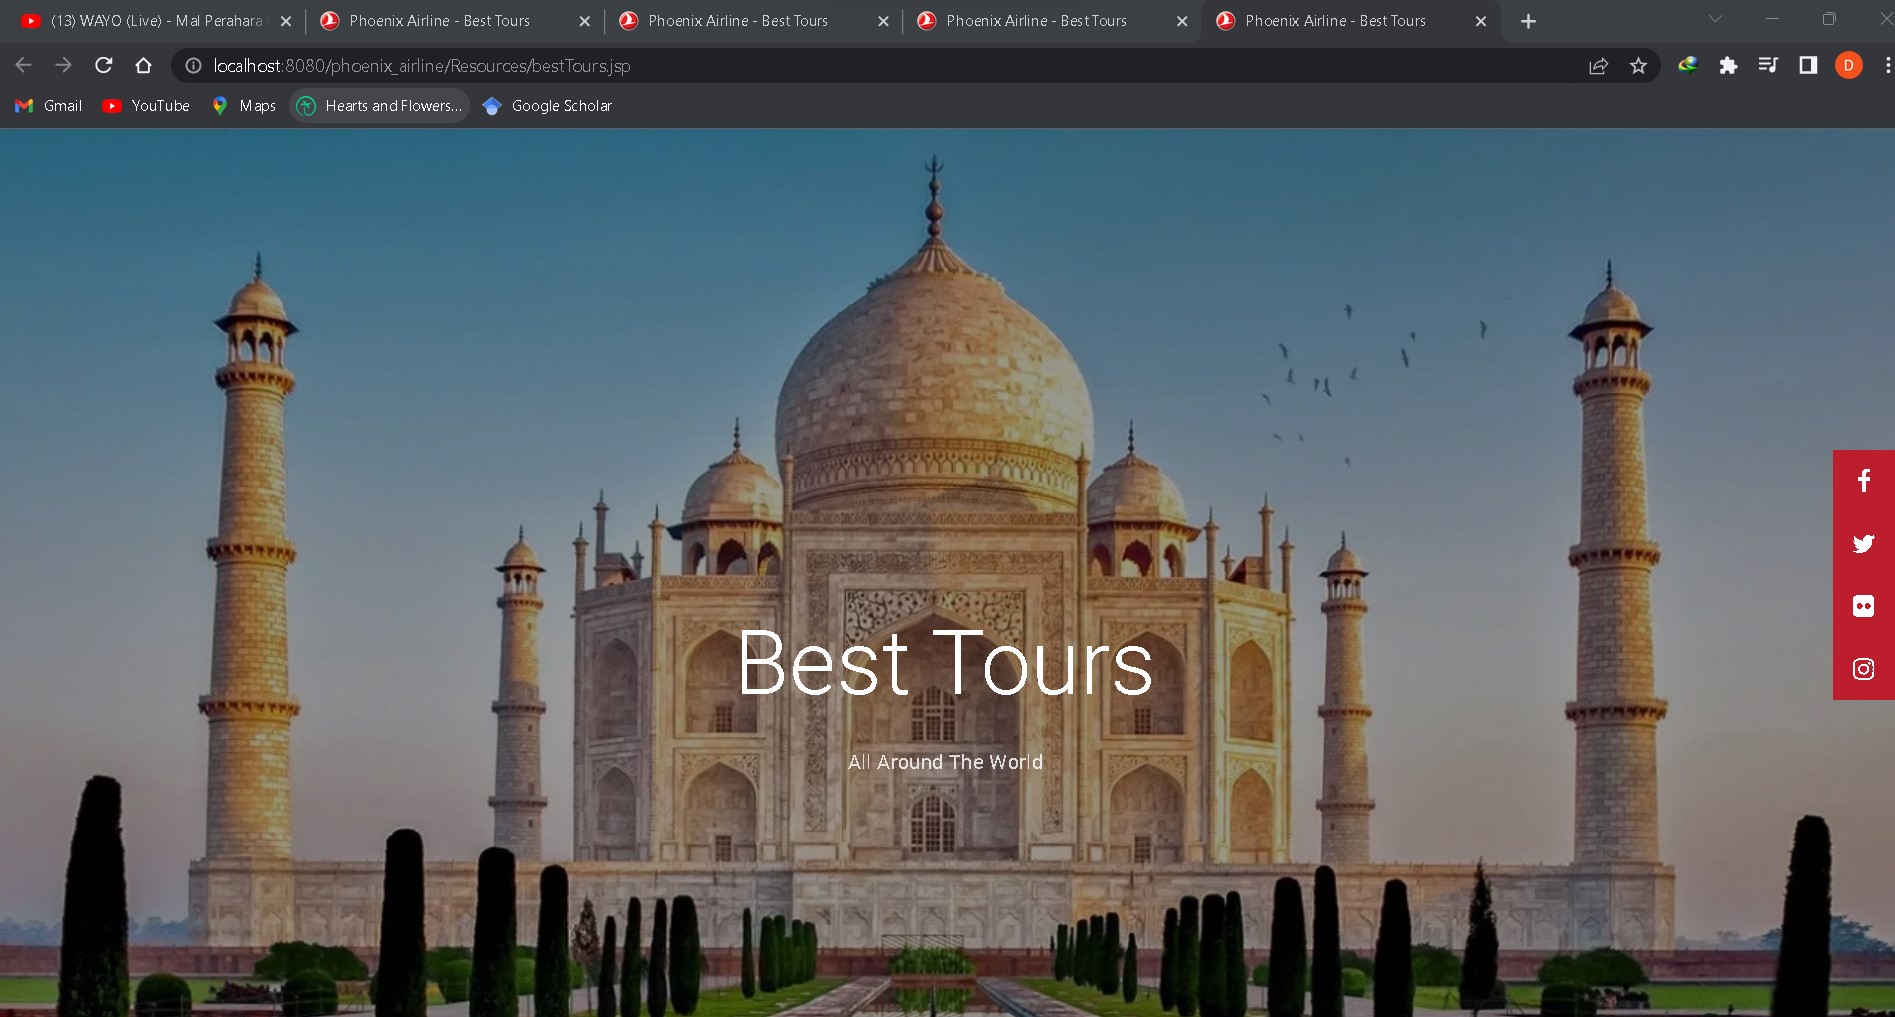 (13) WAYO (Live) - Mal Perahara
Phoenix Airline - Best Tours
Phoenix Airline - Best Tours
Phoenix Airline - Best Tours
Phoenix Airline - Best Tours
localhost:8080/phoenix_airline/Resources/bestTours.jsp
D
Gmail
YouTube
Maps
Hearts and Flowers...
Google Scholar
Best Tours
All Around The World